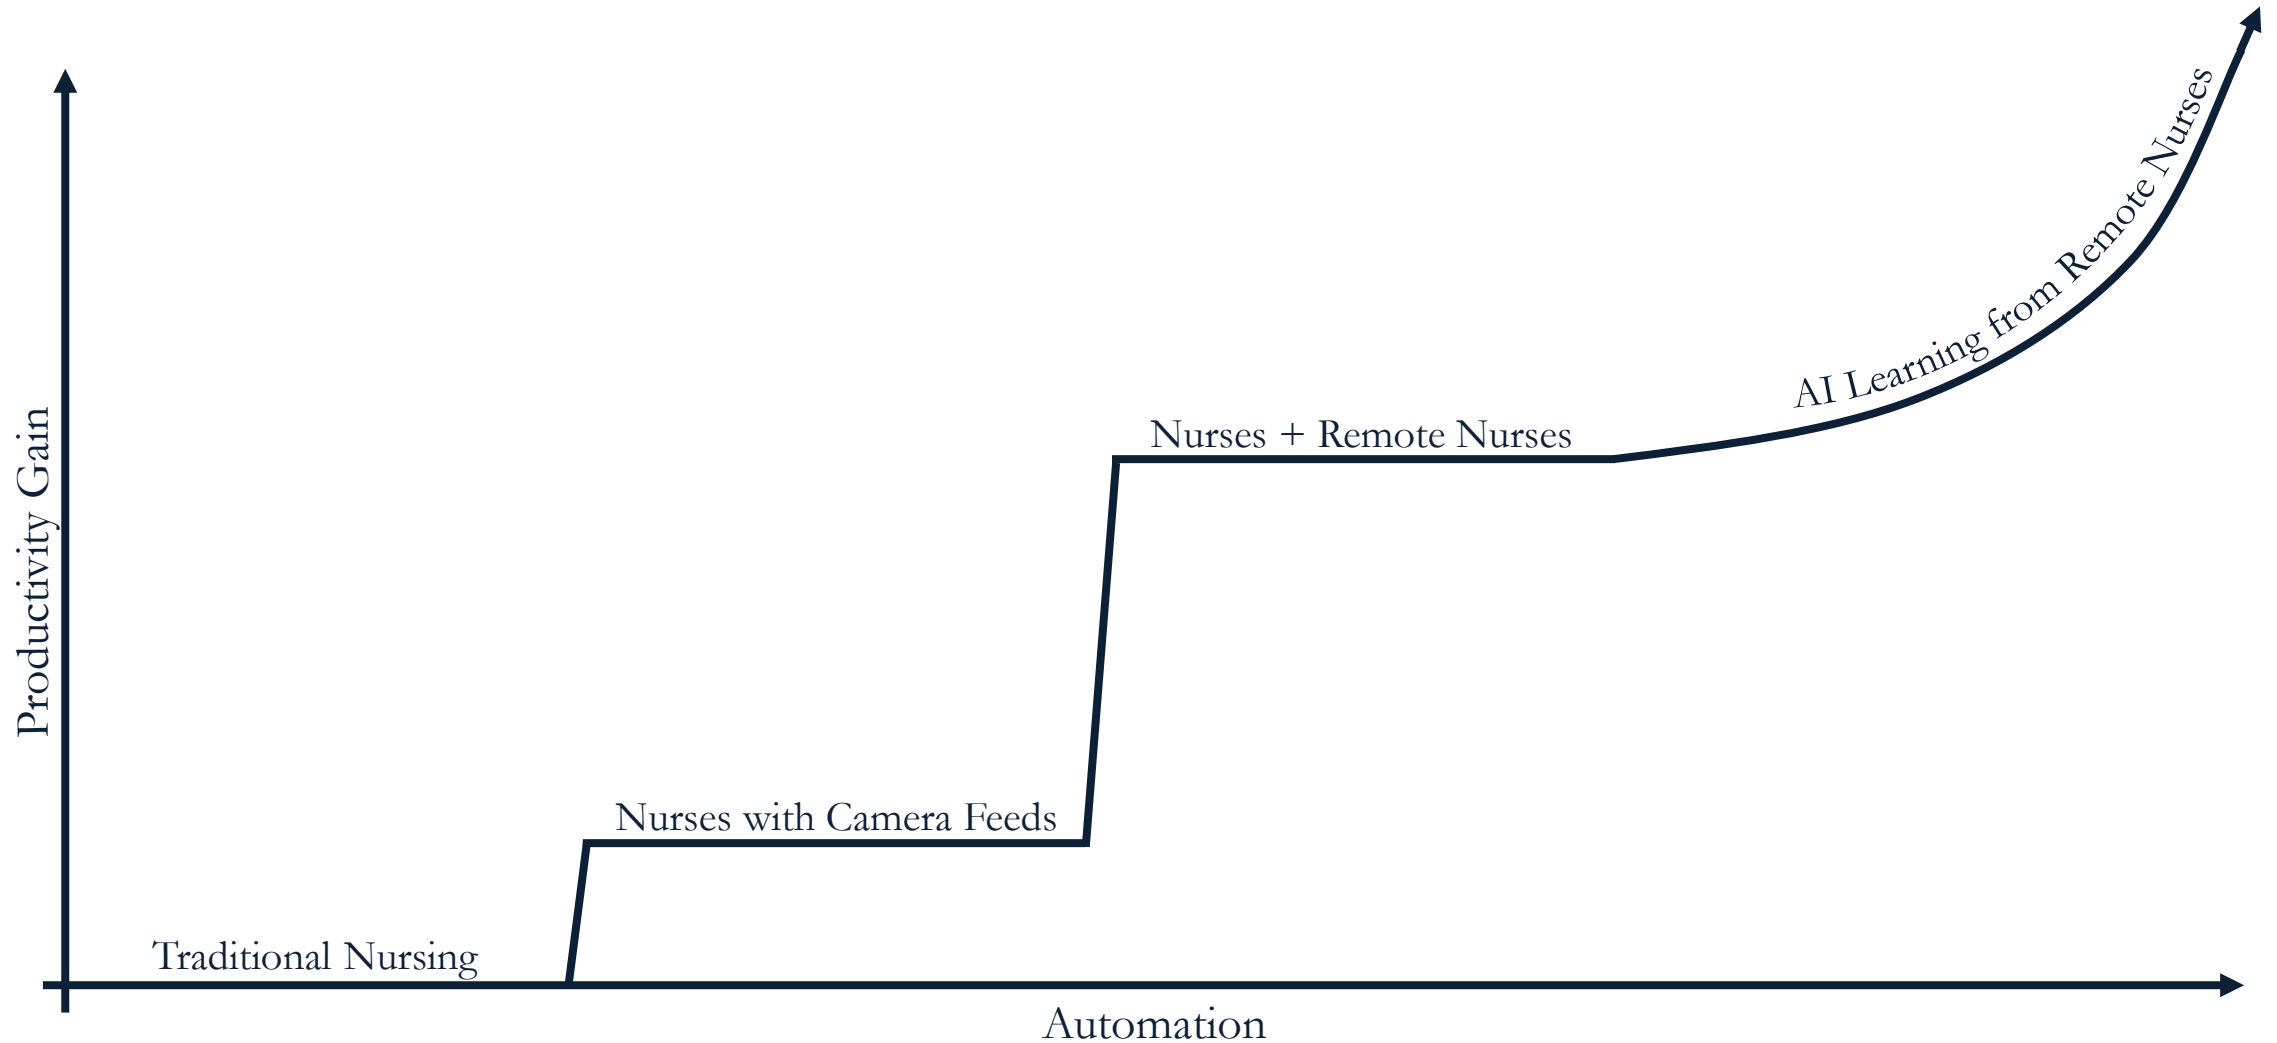 AI Learning from Remote Nurses
Nurses + Remote Nurses
Productivity Gain
Nurses with Camera Feeds
Traditional Nursing
Automation